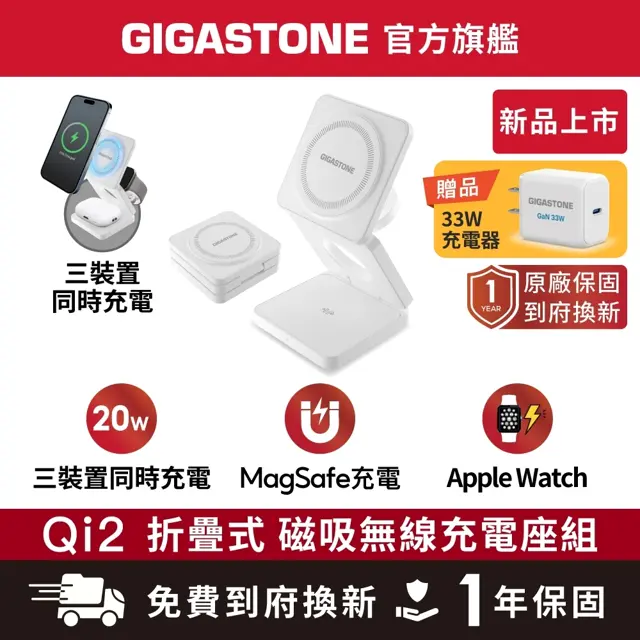 GIGASTONE 官方旗艦
新品上市
GIGASTONE
贈品
33W
充電器
GIGASTONE
GaN 33W
GIGASTONE
三裝置
同時充電
1
YEAR
原廠保固
到府換新
20W
三裝置同時充電
MagSafe充電
Apple Watch
Qi2 折疊式 磁吸無線充電座組
免費到府換新
1年保固